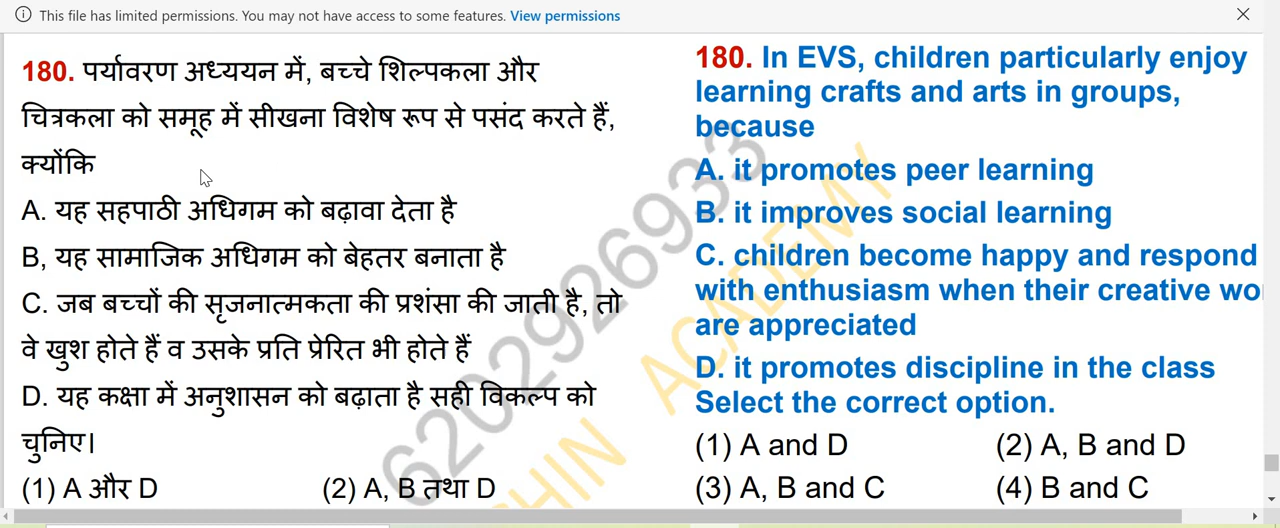 This file has limited permissions. You may not have access to some features. View permissions
180. पर्यावरण अध्ययन में, बच्चे शिल्पकला और
चित्रकला को समूह में सीखना विशेष रूप से पसंद करते हैं,
क्योंकि
A. यह सहपाठी अधिगम को बढ़ावा देता है
B, यह सामाजिक अधिगम को बेहतर बनाता है
C. जब बच्चों की सृजनात्मकता की प्रशंसा की जाती है, तो
वे खुश होते हैं व उसके प्रति प्रेरित भी होते हैं
D. यह कक्षा में अनुशासन को बढ़ाता है सही विकल्प को
चुनिए।
(1) A और D (2) A, B तथा D
180. In EVS, children particularly enjoy
learning crafts and arts in groups,
because
A. it promotes peer learning
B. it improves social learning
C. children become happy and respond
with enthusiasm when their creative wo
are appreciated
D. it promotes discipline in the class
Select the correct option.
(1) A and D (2) A, B and D
(3) A, B and C (4) B and C
6202926933
HIN ACADEMY